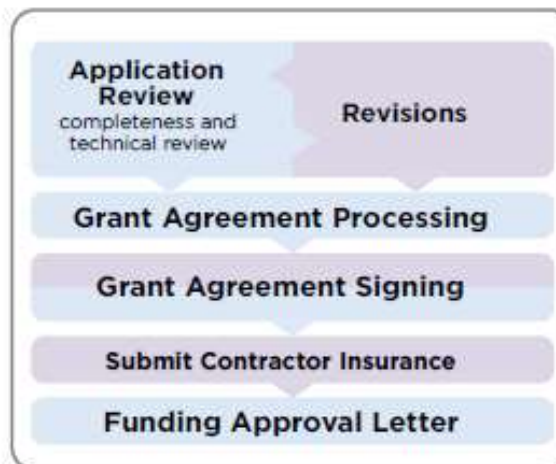 Application
Review
completeness and
technical review
Revisions
Grant Agreement Processing
Grant Agreement Signing
Submit Contractor Insurance
Funding Approval Letter